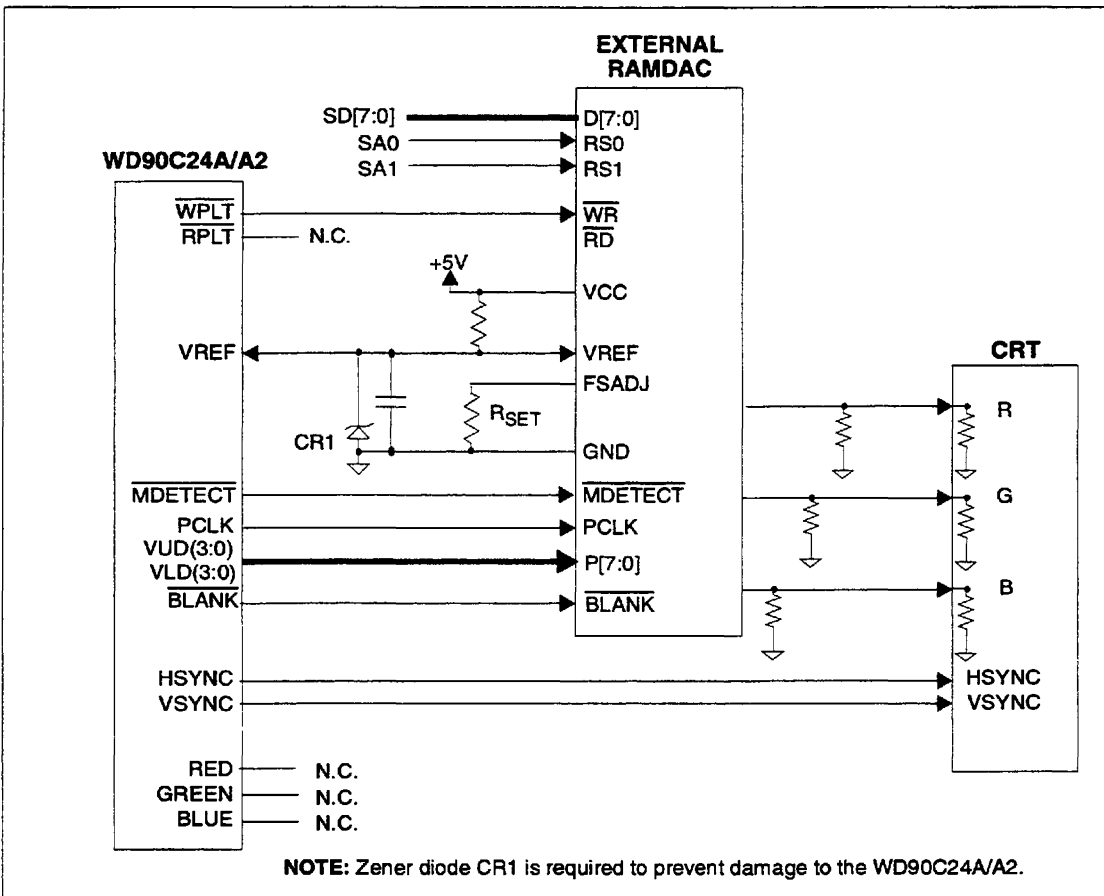 EXTERNAL
RAMDAC
SD[7:0] D[7:0]
SA0 RS0
SA1 RS1
WD90C24A/A2
WPLT WR
RPLT N.C. RD
+5V
VCC
VREF VREF
CRT
FSADJ
RSET
R
CR1 GND
MDETECT MDETECT G
PCLK PCLK
VUD(3:0)
VLD(3:0) P[7:0]
BLANK BLANK B
HSYNC HSYNC
VSYNC VSYNC
RED N.C.
GREEN N.C.
BLUE N.C.
NOTE: Zener diode CR1 is required to prevent damage to the WD90C24A/A2.